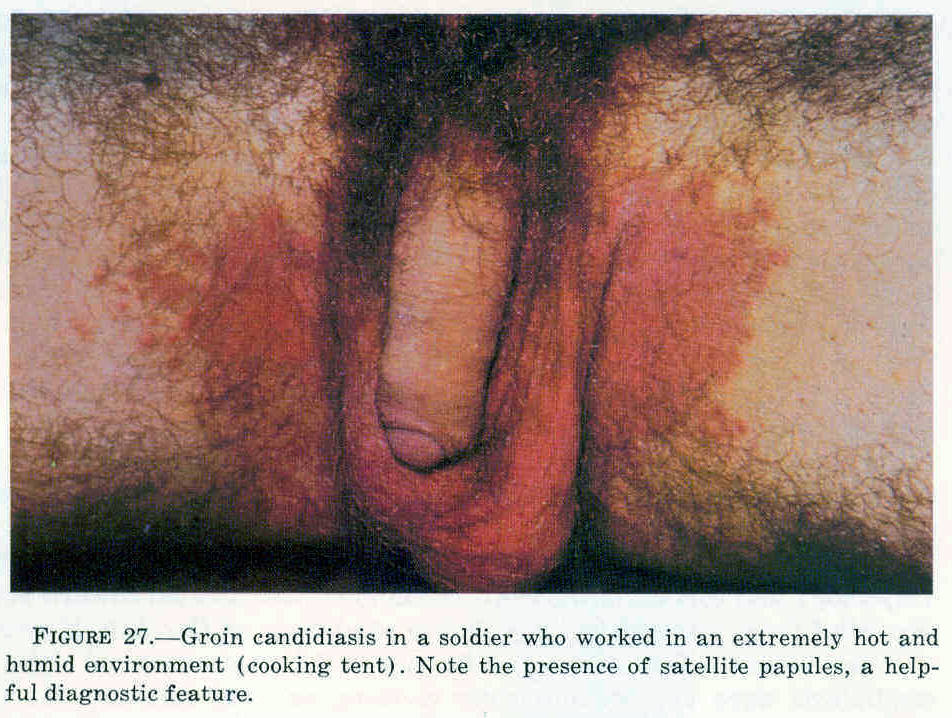 FIGURE 27.—Groin candidiasis in a soldier who worked in an extremely hot and
humid environment (cooking tent). Note the presence of satellite papules, a help-
ful diagnostic feature.